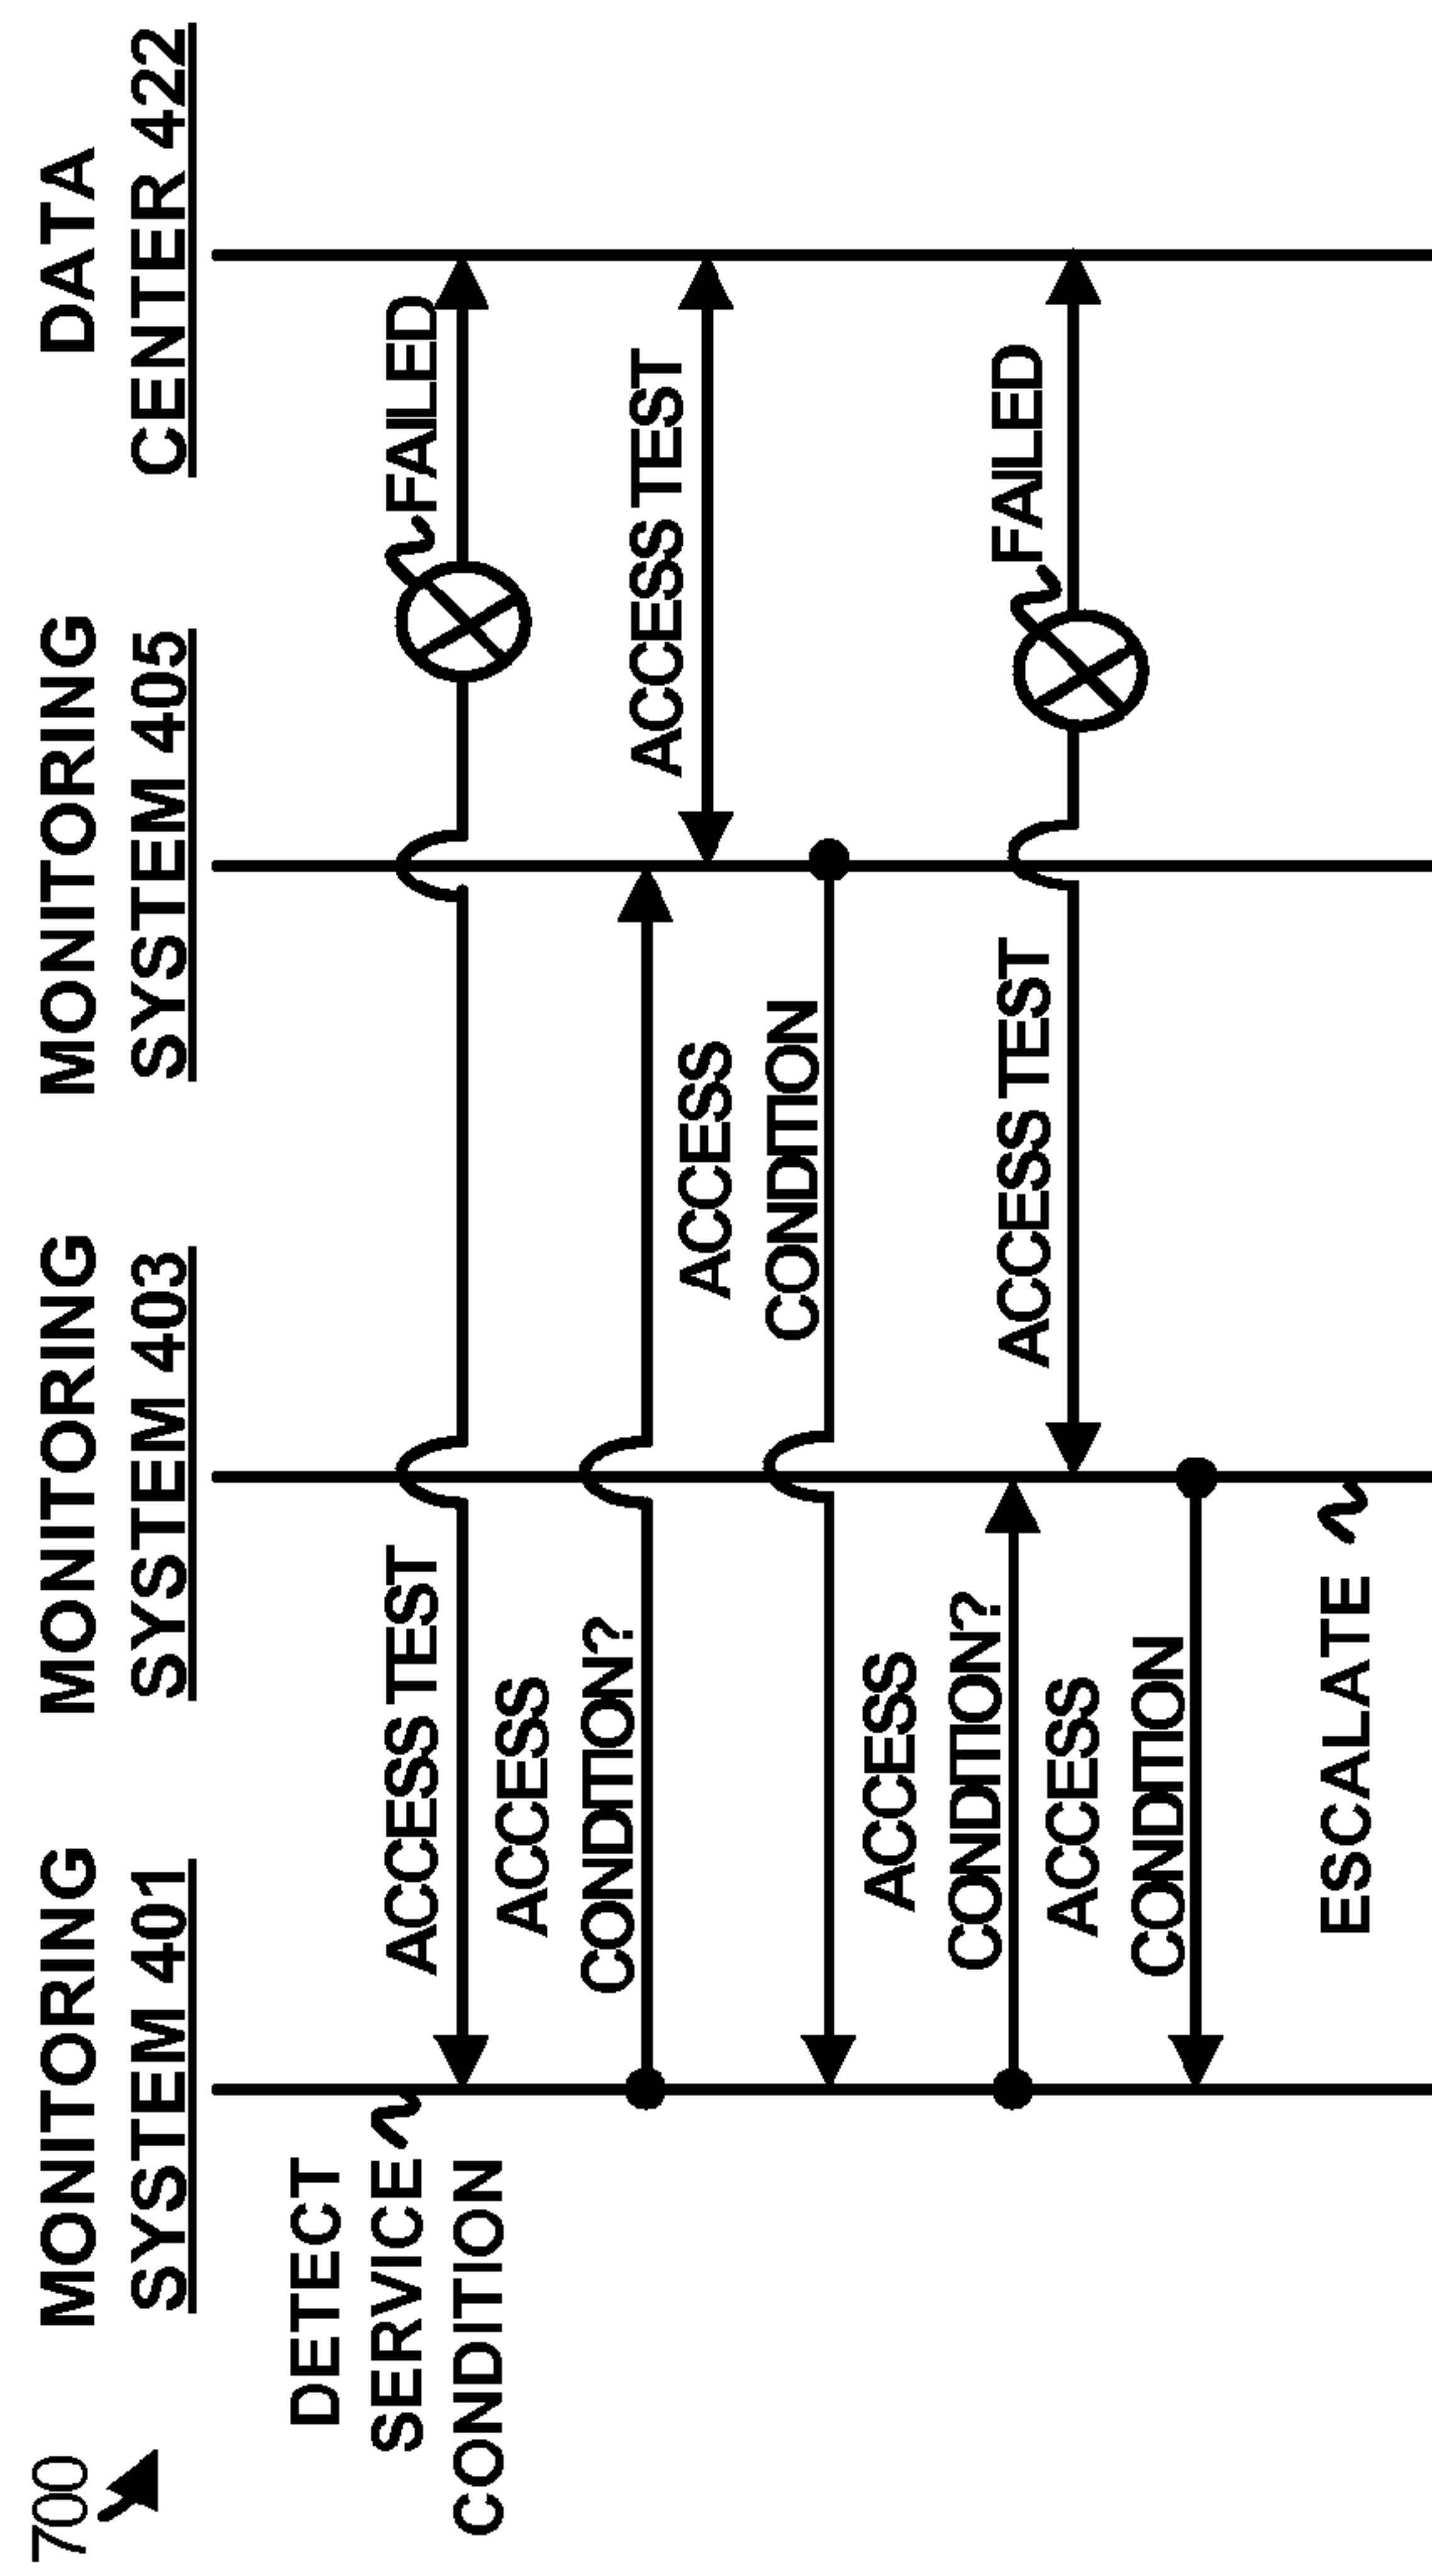 700
MONITORING
SYSTEM 401
MONITORING
SYSTEM 403
MONITORING
SYSTEM 405
DATA
CENTER 422
DETECT
SERVICE
CONDITION
ACCESS TEST
FAILED
ACCESS
CONDITION?
ACCESS TEST
ACCESS
CONDITION
ACCESS
CONDITION?
ACCESS TEST
FAILED
ACCESS
CONDITION
ESCALATE